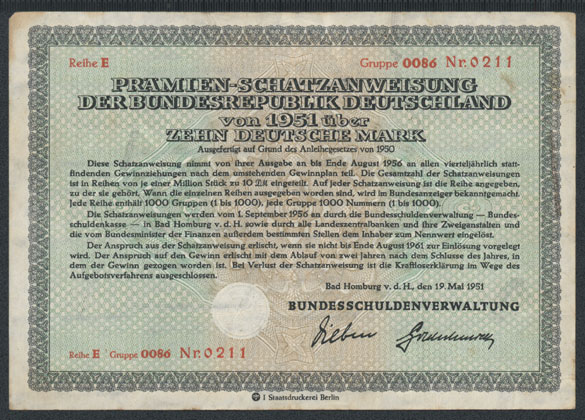 Reihe E Gruppe 0086 Nr. 0211
PRÄMIEN-SCHATZANWEISUNG
DER BUNDESREPUBLIK DEUTSCHLAND
von 1951 über
ZEHN DEUTSCHE MARK
Ausgefertigt auf Grund des Anleihegesetzes von 1950
Diese Schatzanweisung nimmt von ihrer Ausgabe an bis Ende August 1956 an allen vierteljährlich statt-
findenden Gewinnziehungen nach dem umstehenden Gewinnplan teil. Die Gesamtzahl der Schatzanweisungen
ist in Reihen von je einer Million Stück zu 10 DM eingeteilt. Auf jeder Schatzanweisung ist die Reihe angegeben,
zu der sie gehört. Wann die einzelnen Reihen ausgegeben worden sind, wird im Bundesanzeiger bekanntgemacht.
Jede Reihe enthält 1000 Gruppen (1 bis 1000), jede Gruppe 1000 Nummern (1 bis 1000).
Die Schatzanweisungen werden vom 1. September 1956 an durch die Bundesschuldenverwaltung — Bundes-
schuldenkasse — in Bad Homburg v. d. H. sowie durch alle Landeszentralbanken und ihre Zweiganstalten und
die vom Bundesminister der Finanzen außerdem bestimmten Stellen dem Inhaber zum Nennwert eingelöst.
Der Anspruch aus der Schatzanweisung erlischt, wenn sie nicht bis Ende August 1961 zur Einlösung vorgelegt
wird. Der Anspruch auf den Gewinn erlischt mit dem Ablauf von zwei Jahren nach dem Schlusse des Jahres, in
dem der Gewinn gezogen worden ist. Bei Verlust der Schatzanweisung ist die Kraftloserklärung im Wege des
Aufgebotsverfahrens ausgeschlossen.
Bad Homburg v. d. H., den 19. Mai 1951
BUNDESSCHULDENVERWALTUNG
Reihe E Gruppe 0086 Nr. 0211
1 Staatsdruckerei Berlin